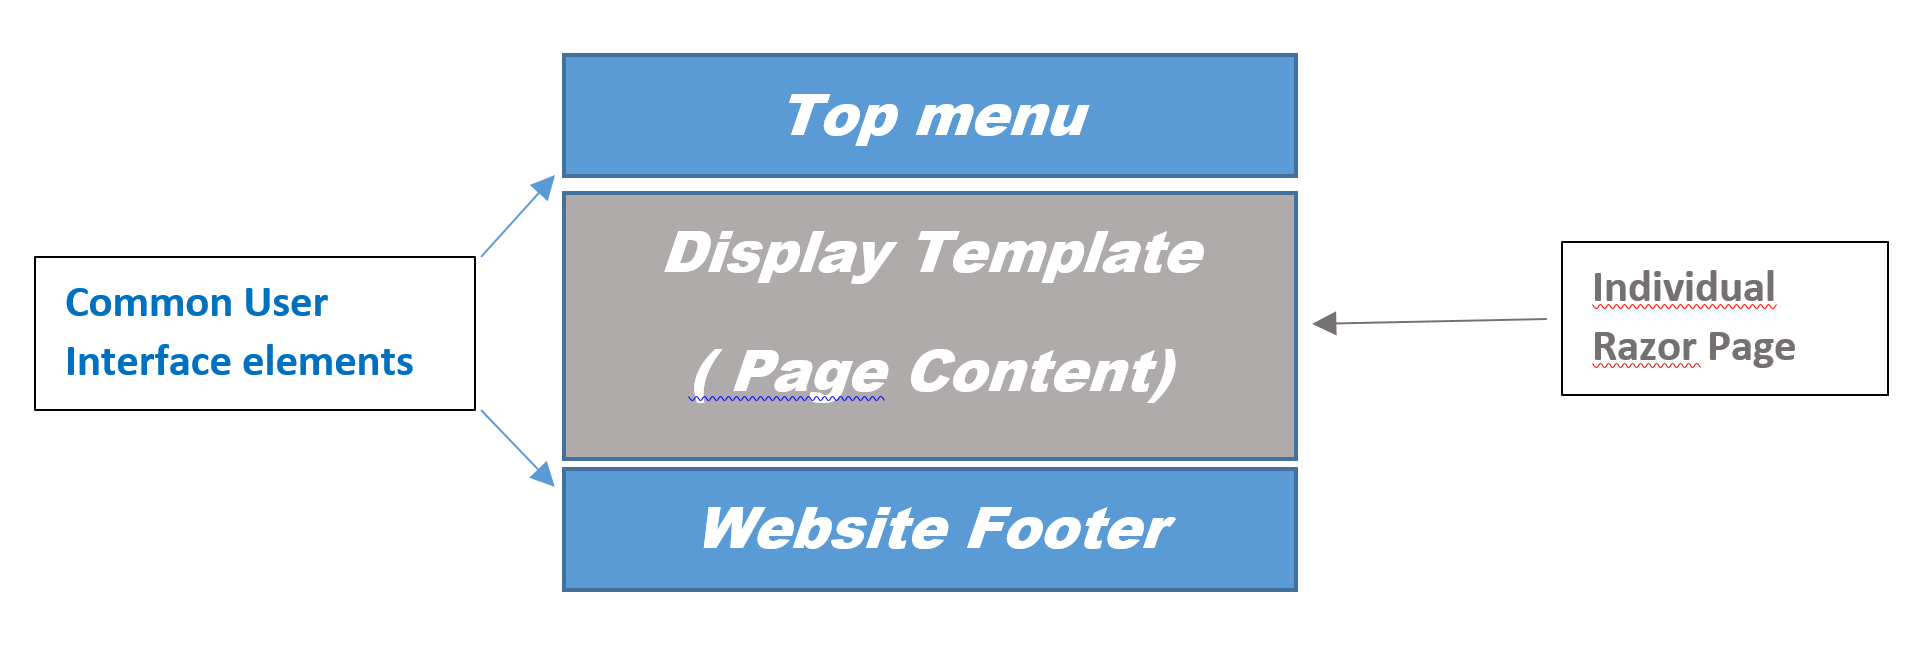 Top menu
Display Template
( Page Content)
Website Footer
Common User
Interface elements
Individual
Razor Page